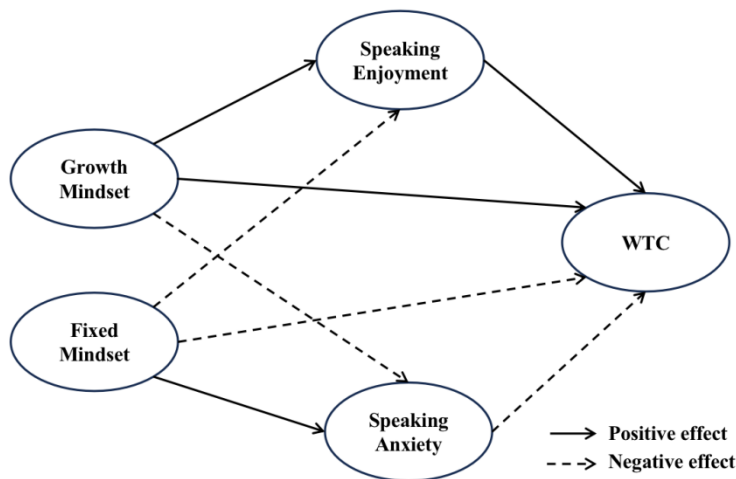 Speaking
Enjoyment
Growth
Mindset
WTC
Fixed
Mindset
Speaking
Anxiety
Positive effect
Negative effect